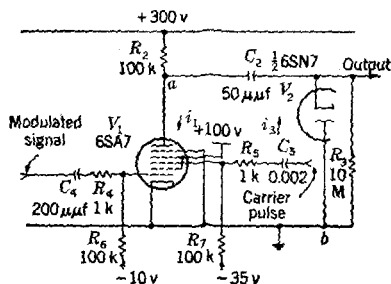 +300 v
R2
100 k
a
C2
½6SN7
Output
50 μμf
V2
V1
6SA7
i1
+100 v
i3
Modulated
signal
R5
C3
C4
R4
1 k
0.002
R3
10
M
200 μμf
1 k
Carrier
pulse
R6
100 k
R7
100 k
b
−10 v
−35 v